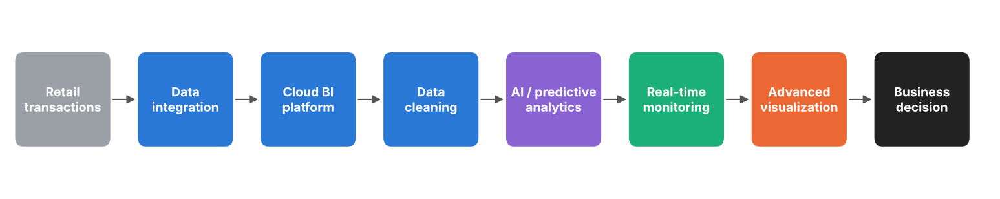 Retail
transactions
Data
integration
Cloud BI
platform
Data
cleaning
AI / predictive
analytics
Real-time
monitoring
Advanced
visualization
Business
decision